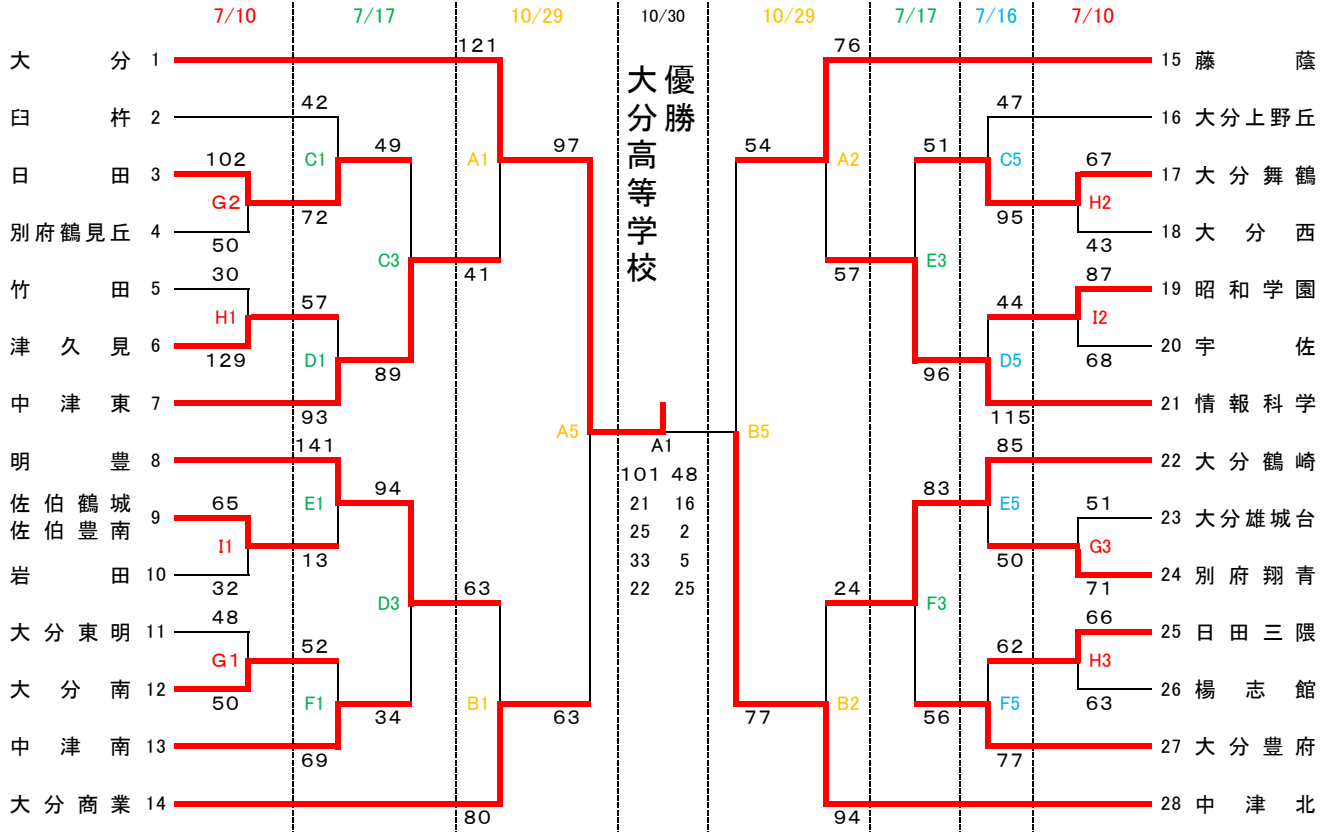 7/10 7/17 10/29 10/30 10/29 7/17 7/16 7/10
121 76
大分 1
15 藤蔭
42 47
臼杵 2
16 大分上野丘
49 51
C1 A1 97 54 A2 C5
102 67
日田 3
17 大分舞鶴
G2 H2
72 95
別府鶴見丘 4
18 大分西
50 43
優勝
大分高等学校
C3 E3
41 57
30 87
竹田 5
19 昭和学園
57 44
H1 I2
津久見 6
20 宇佐
129 68
D1 D5
89 96
中津東 7
21 情報科学
93 115
A5 A1 B5
141 85
明豊 8
22 大分鶴崎
101 48
21 16
25 2
33 5
22 25
94 83
佐伯鶴城
佐伯豊南 9
65 51
23 大分雄城台
E1 E5
I1 G3
13 50
岩田 10
24 別府翔青
32 71
D3 63 24 F3
48 66
大分東明 11
25 日田三隈
52 62
G1 H3
大分南 12
26 楊志館
50 63
F1 B1 B2 F5
34 63 77 56
中津南 13
27 大分豊府
69 77
大分商業 14
28 中津北
80 94